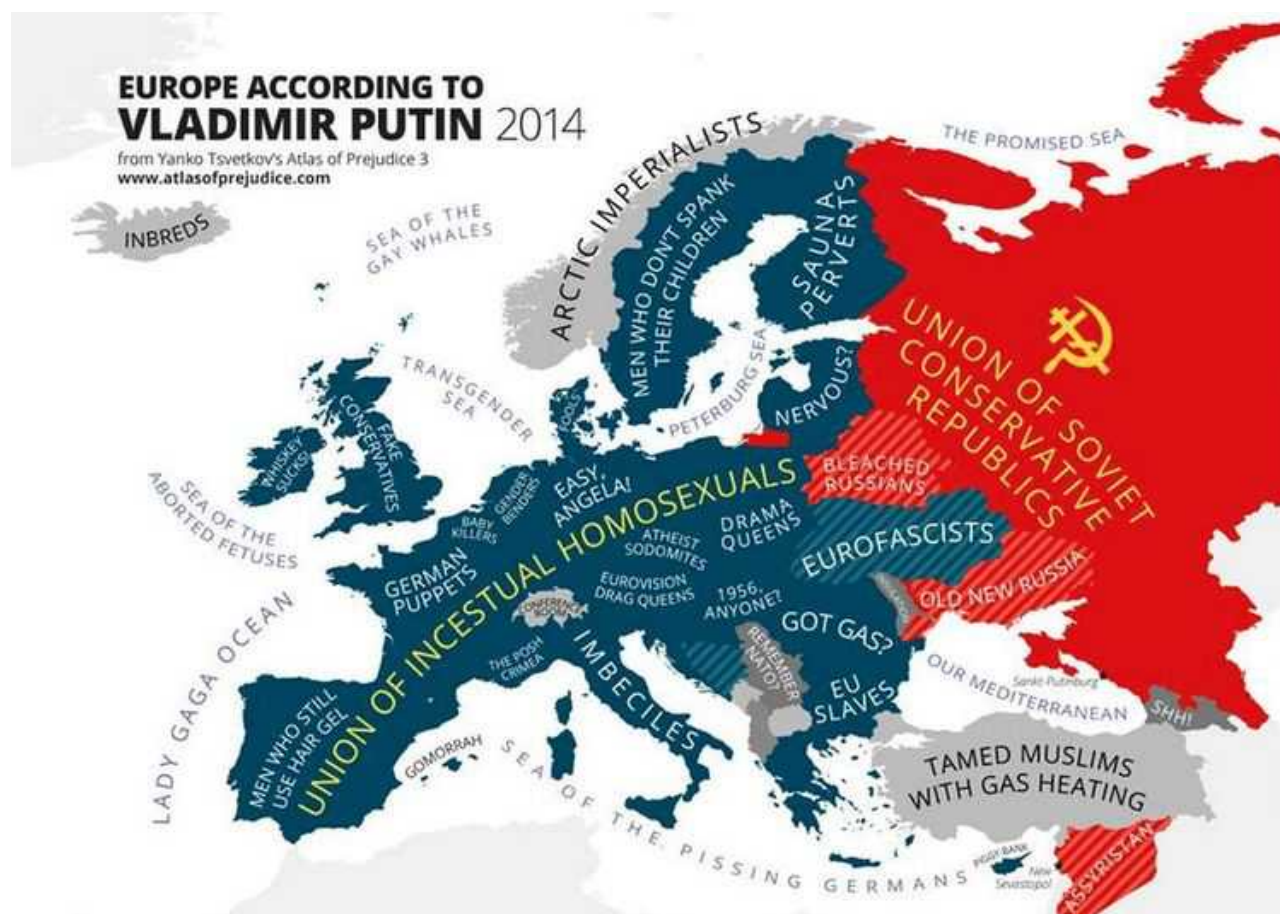 EUROPE ACCORDING TO
VLADIMIR PUTIN 2014
from Yanko Tsvetkov's Atlas of Prejudice 3
www.atlasofprejudice.com
INBREDS
SEA OF THE
GAY WHALES
ARCTIC IMPERIALISTS
MEN WHO DON'T SPANK
THEIR CHILDREN
SAUNA
PERVERTS
THE PROMISED SEA
UNION OF SOVIET
CONSERVATIVE
REPUBLICS
TRANSGENDER
SEA
PETERBURG SEA
NERVOUS?
FOOLS
WHISKEY
SUCKS!
FAKE
CONSERVATIVES
SEA OF THE
ABORTED FETUSES
GENDER
BENDERS
BABY
KILLERS
EASY,
ANGELA!
UNION OF INCESTUAL HOMOSEXUALS
GERMAN
PUPPETS
DRAMA
QUEENS
ATHEIST
SODOMITES
BLEACHED
RUSSIANS
EUROFASCISTS
OLD NEW RUSSIA
EUROVISION
DRAG QUEENS
1956,
ANYONE?
CONFERENCE
ROOM
GOT GAS?
REMEMBER
NATO?
EU
SLAVES
IMBECILES
THE POSH
CRIMEA
LADY GAGA OCEAN
MEN WHO STILL
USE HAIR GEL
GOMORRAH
SEA OF THE PISSING GERMANS
OUR MEDITERRANEAN
Sankt-Putinburg
SHH!
TAMED MUSLIMS
WITH GAS HEATING
PIGGY BANK
New
Sevastopol
ASSYRISTAN